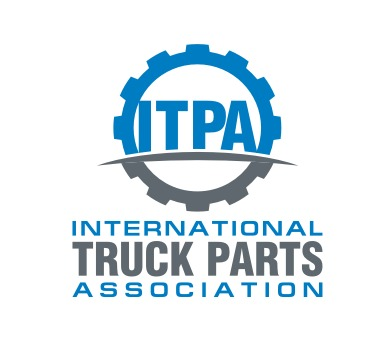 ITPA
INTERNATIONAL
TRUCK PARTS
ASSOCIATION